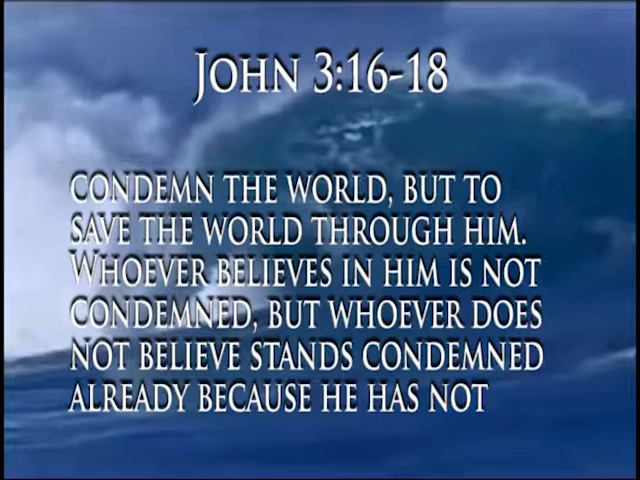 John 3:16-18
condemn the world, but to
save the world through him.
Whoever believes in him is not
condemned, but whoever does
not believe stands condemned
already because he has not